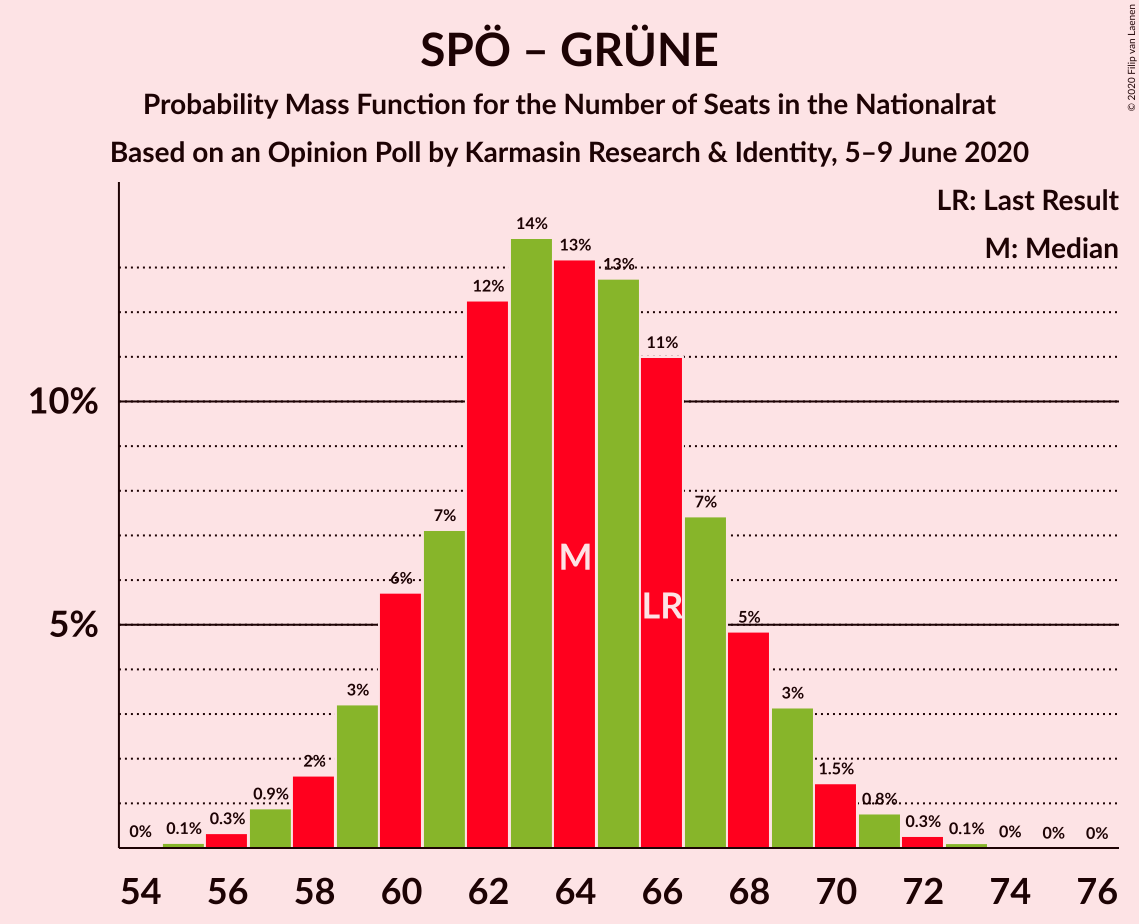 SPÖ – GRÜNE
Probability Mass Function for the Number of Seats in the Nationalrat
Based on an Opinion Poll by Karmasin Research & Identity, 5–9 June 2020
© 2020 Filip van Laenen
LR: Last Result
M: Median
10%
5%
0%
0.1%
0.3%
0.9%
2%
3%
6%
7%
12%
14%
13%
13%
11%
7%
5%
3%
1.5%
0.8%
0.3%
0.1%
0%
0%
0%
M
LR
54 56 58 60 62 64 66 68 70 72 74 76